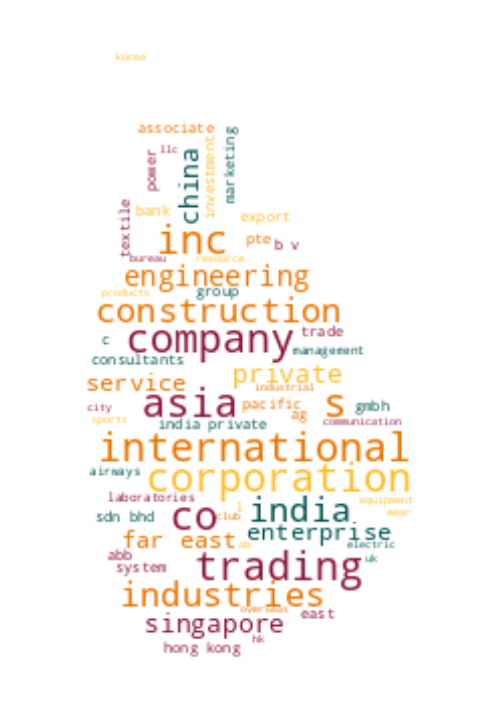 korea
associate
llc
power
china
investment
marketing
textile
bank
export
inc
pte
b v
bureau
resource
engineering
products
group
construction
company
trade
c
management
consultants
private
service
industrial
asia
pacific
s
gmbh
city
ag
sports
india private
communication
international
airways
corporation
laboratories
equipment
l
wear
sdn bhd
co
club
india
enterprise
far east
ab
electric
abb
system
trading
uk
industries
overseas
east
singapore
hk
hong kong